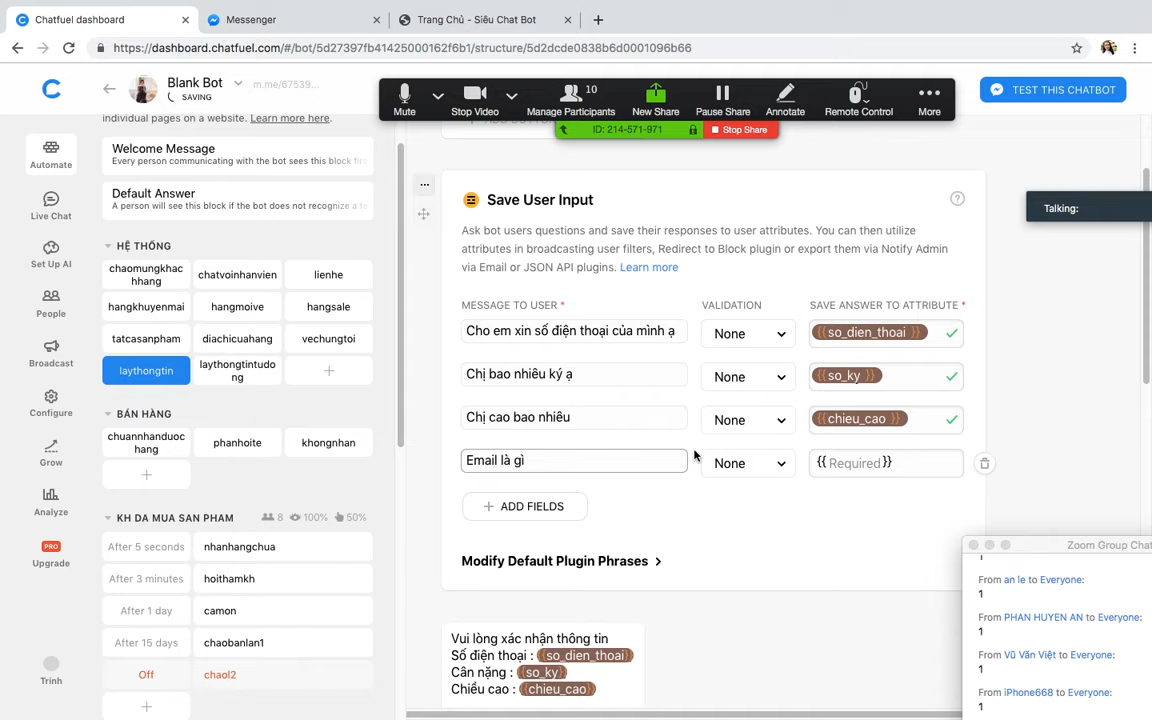 Chatfuel dashboard
Messenger
Trang Chủ - Siêu Chat Bot
https://dashboard.chatfuel.com/#/bot/5d27397fb41425000162f6b1/structure/5d2dcde0838b6d0001096b66
Blank Bot
SAVING
m.me/67539...
Mute
Stop Video
10
Manage Participants
New Share
Pause Share
Annotate
Remote Control
More
ID: 214-571-971
Stop Share
TEST THIS CHATBOT
Talking:
Automate
Live Chat
Set Up AI
People
Broadcast
Configure
Grow
Analyze
PRO
Upgrade
Trinh
individual pages on a website. Learn more here.
Welcome Message
Every person communicating with the bot sees this block
Default Answer
A person will see this block if the bot does not recognize a
HỆ THỐNG
chaomungkhac
hhang
chatvoinhanvien
lienhe
hangkhuyenmai
hangmoive
hangsale
tatcasanpham
diachicuahang
vechungtoi
laythongtin
laythongtintudo
ng
BÁN HÀNG
chuannhanduoc
hang
phanhoite
khongnhan
KH DA MUA SAN PHAM
8
100%
50%
After 5 seconds
nhanhangchua
After 3 minutes
hoithamkh
After 1 day
camon
After 15 days
chaobanlan1
Off
chaol2
Save User Input
Ask bot users questions and save their responses to user attributes. You can then utilize
attributes in broadcasting user filters, Redirect to Block plugin or export them via Notify Admin
via Email or JSON API plugins. Learn more
MESSAGE TO USER *
VALIDATION
SAVE ANSWER TO ATTRIBUTE *
Cho em xin số điện thoại của mình ạ
None
{{ so_dien_thoai }}
Chị bao nhiêu ký ạ
None
{{ so_ky }}
Chị cao bao nhiêu
None
{{ chieu_cao }}
Email là gì
None
{{ Required }}
+ ADD FIELDS
Modify Default Plugin Phrases >
Vui lòng xác nhận thông tin
Số điện thoại : {{so_dien_thoai}}
Cân nặng : {{so_ky}}
Chiều cao : {{chieu_cao}}
Zoom Group Chat
1
From an le to Everyone:
1
From PHAN HUYEN AN to Everyone:
1
From Vũ Văn Việt to Everyone:
1
From iPhone668 to Everyone:
1